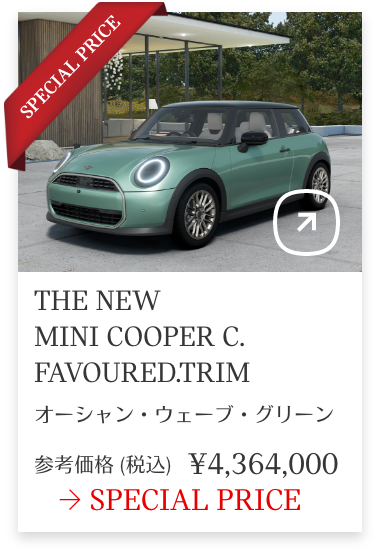 SPECIAL PRICE
THE NEW
MINI COOPER C.
FAVOURED.TRIM
オーシャン・ウェーブ・グリーン
参考価格 (税込) ¥4,364,000
→ SPECIAL PRICE